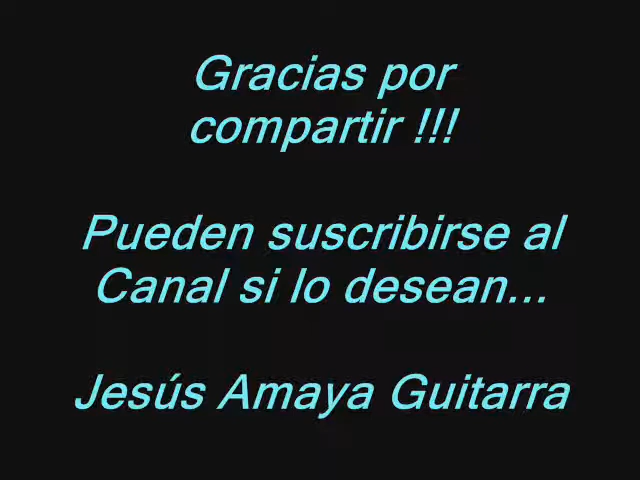 Gracias por
compartir !!!
Pueden suscribirse al
Canal si lo desean...
Jesús Amaya Guitarra